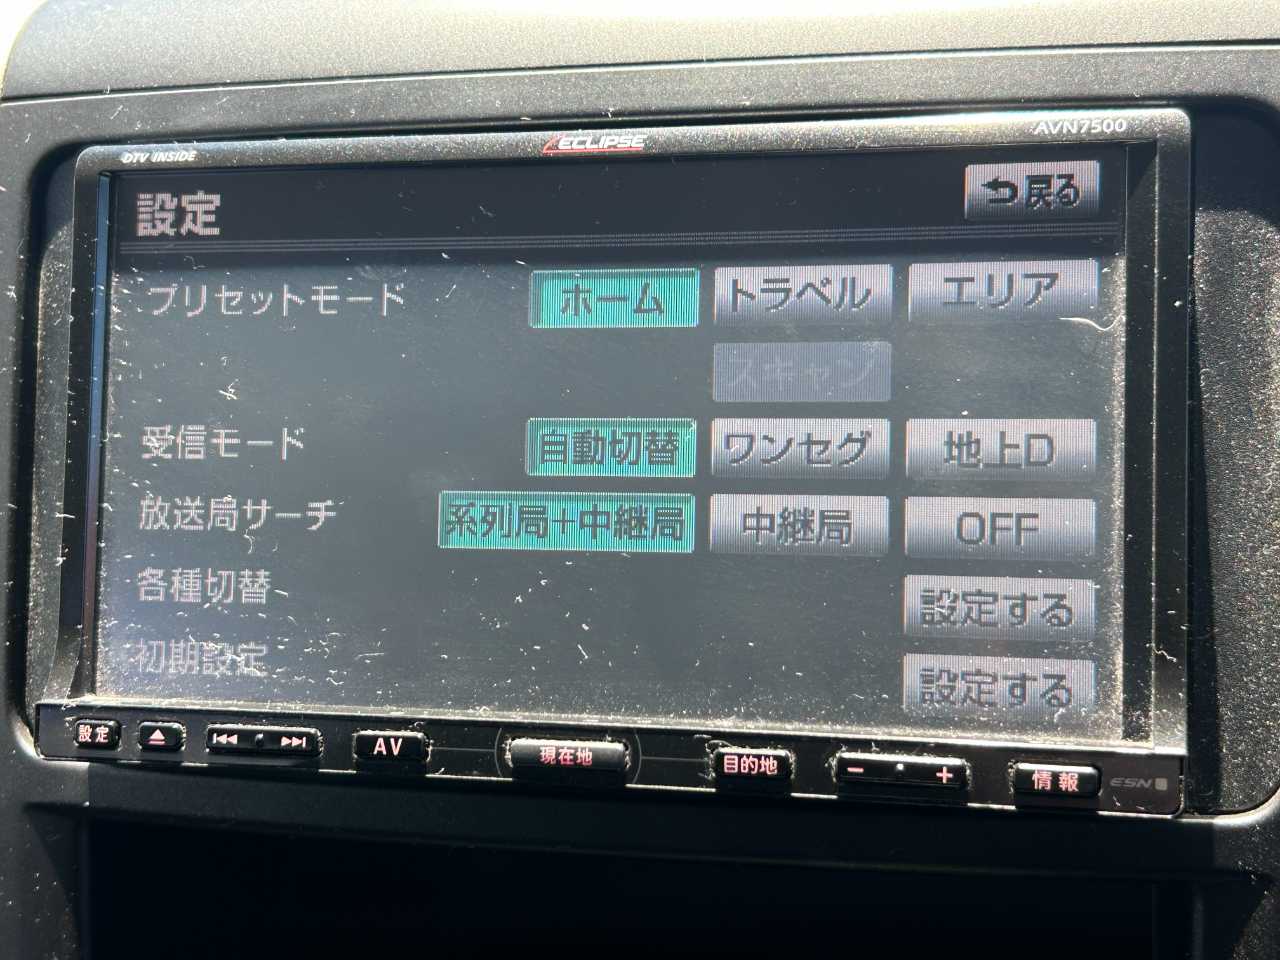 DTV INSIDE ECLIPSE AVN7500
設定 戻る
プリセットモード ホーム トラベル エリア
スキャン
受信モード 自動切替 ワンセグ 地上D
放送局サーチ 系列局+中継局 中継局 OFF
各種切替 設定する
初期設定 設定する
設定 AV 現在地 目的地 − + 情報 ESN